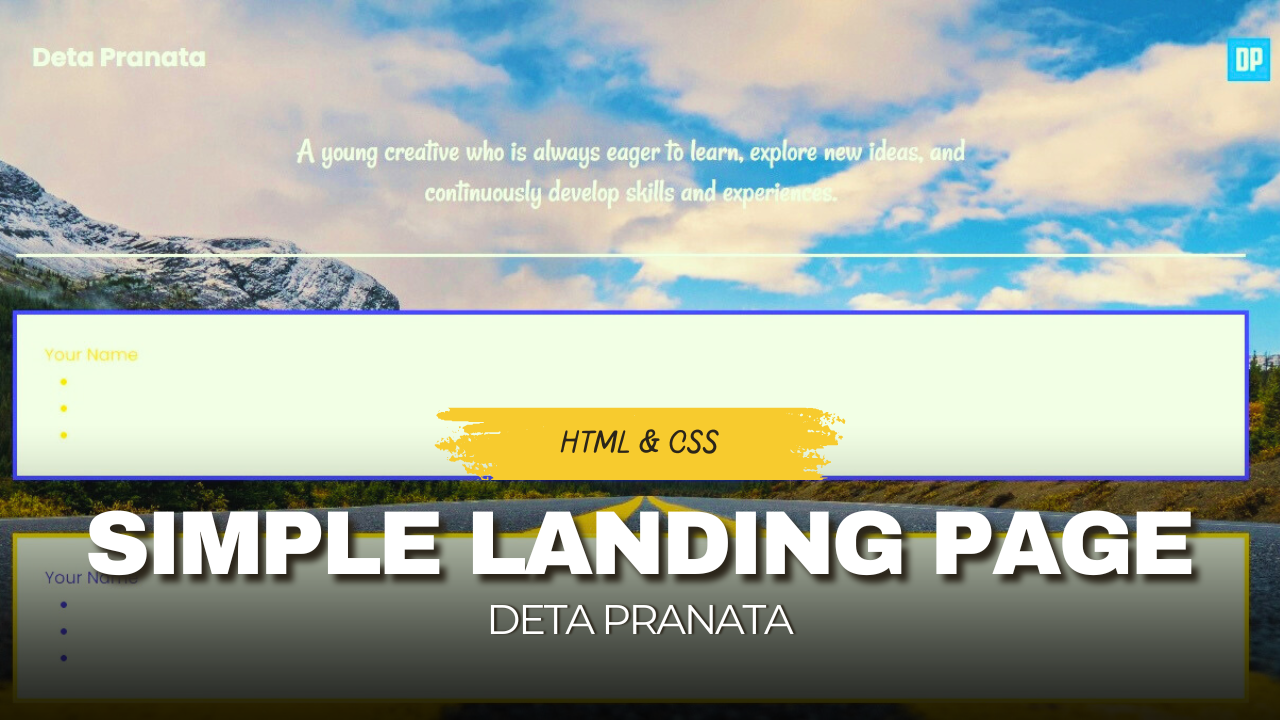 Deta Pranata
DP
A young creative who is always eager to learn, explore new ideas, and
continuously develop skills and experiences.
Your Name
HTML & CSS
SIMPLE LANDING PAGE
Your Name
DETA PRANATA